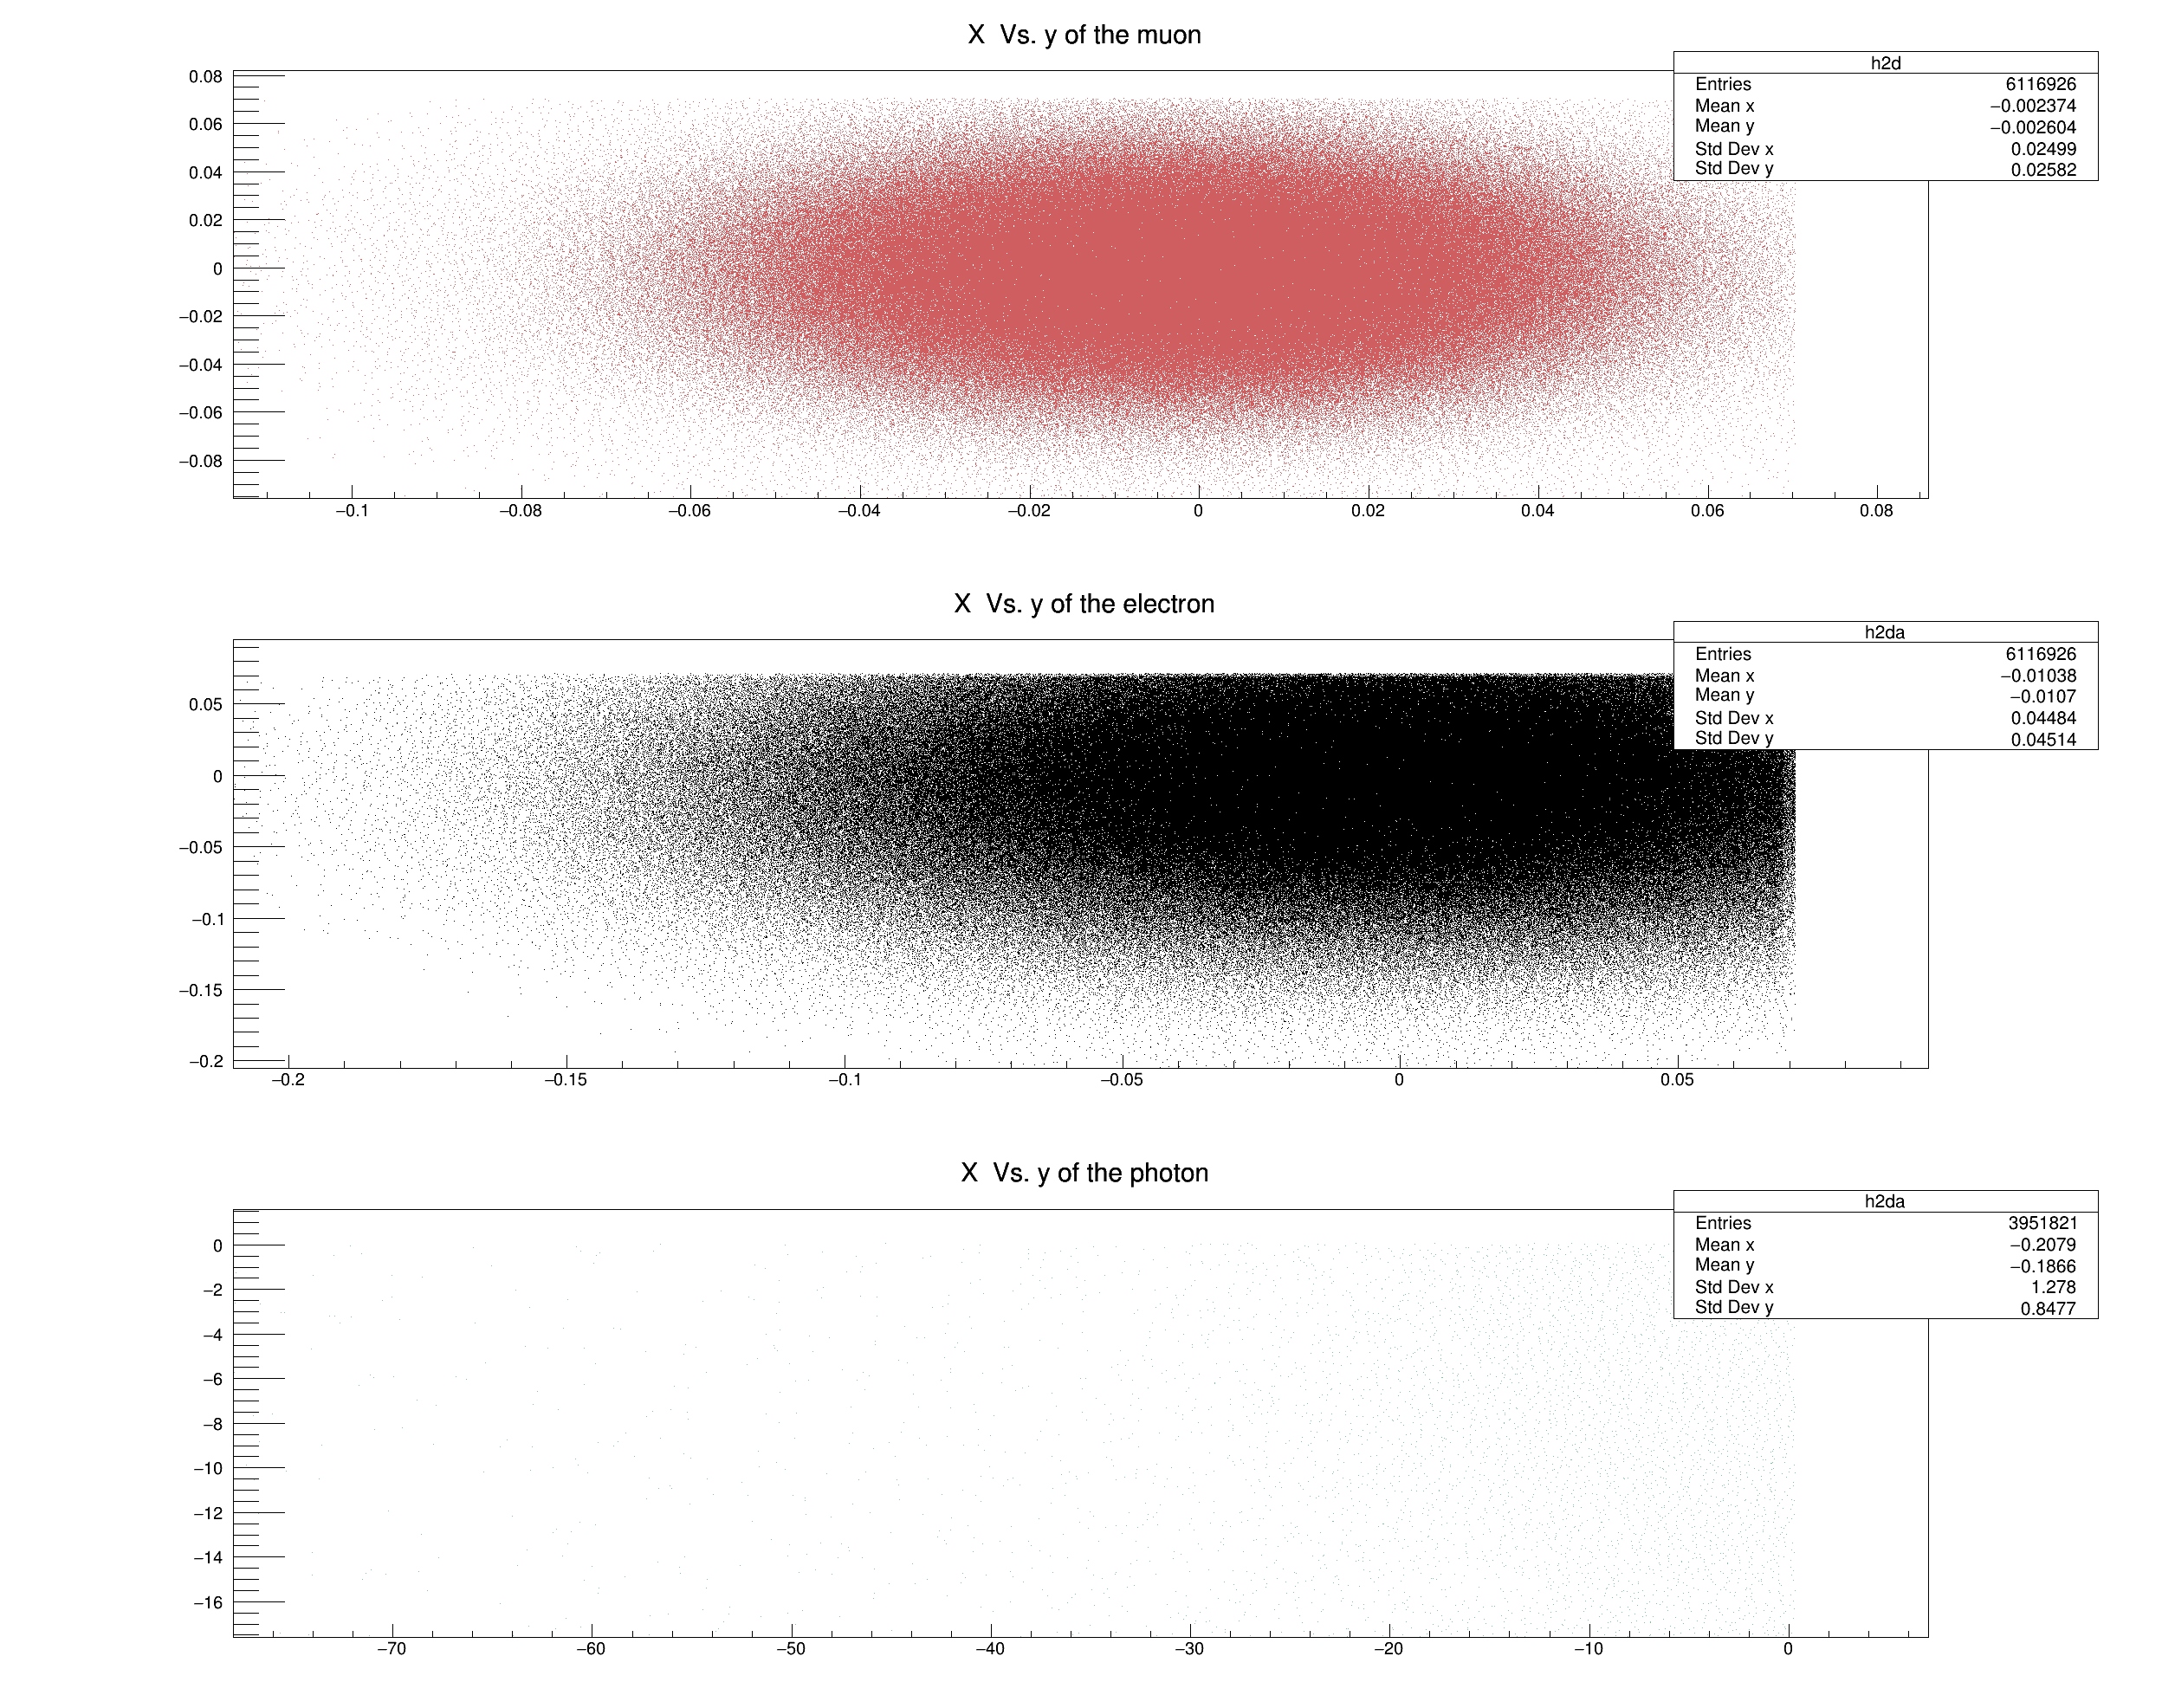 X Vs. y of the muon
h2d
Entries 6116926
Mean x −0.002374
Mean y −0.002604
Std Dev x 0.02499
Std Dev y 0.02582
0.08
0.06
0.04
0.02
0
−0.02
−0.04
−0.06
−0.08
−0.1 −0.08 −0.06 −0.04 −0.02 0 0.02 0.04 0.06 0.08
X Vs. y of the electron
h2da
Entries 6116926
Mean x −0.01038
Mean y −0.0107
Std Dev x 0.04484
Std Dev y 0.04514
0.05
0
−0.05
−0.1
−0.15
−0.2
−0.2 −0.15 −0.1 −0.05 0 0.05
X Vs. y of the photon
h2da
Entries 3951821
Mean x −0.2079
Mean y −0.1866
Std Dev x 1.278
Std Dev y 0.8477
0
−2
−4
−6
−8
−10
−12
−14
−16
−70 −60 −50 −40 −30 −20 −10 0